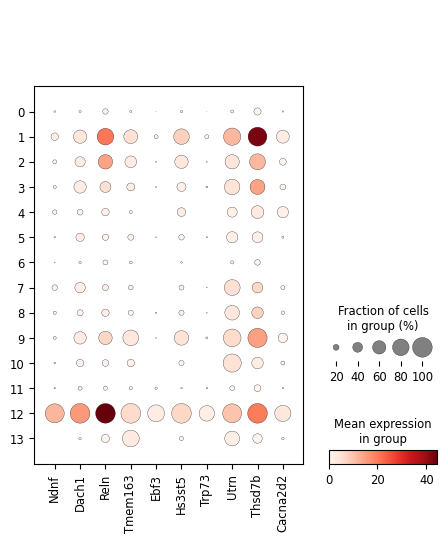 0
1
2
3
4
5
6
7
8
9
10
11
12
13
Ndnf
Dach1
Reln
Tmem163
Ebf3
Hs3st5
Trp73
Utrn
Thsd7b
Cacna2d2
Fraction of cells
in group (%)
20 40 60 80 100
Mean expression
in group
0 20 40